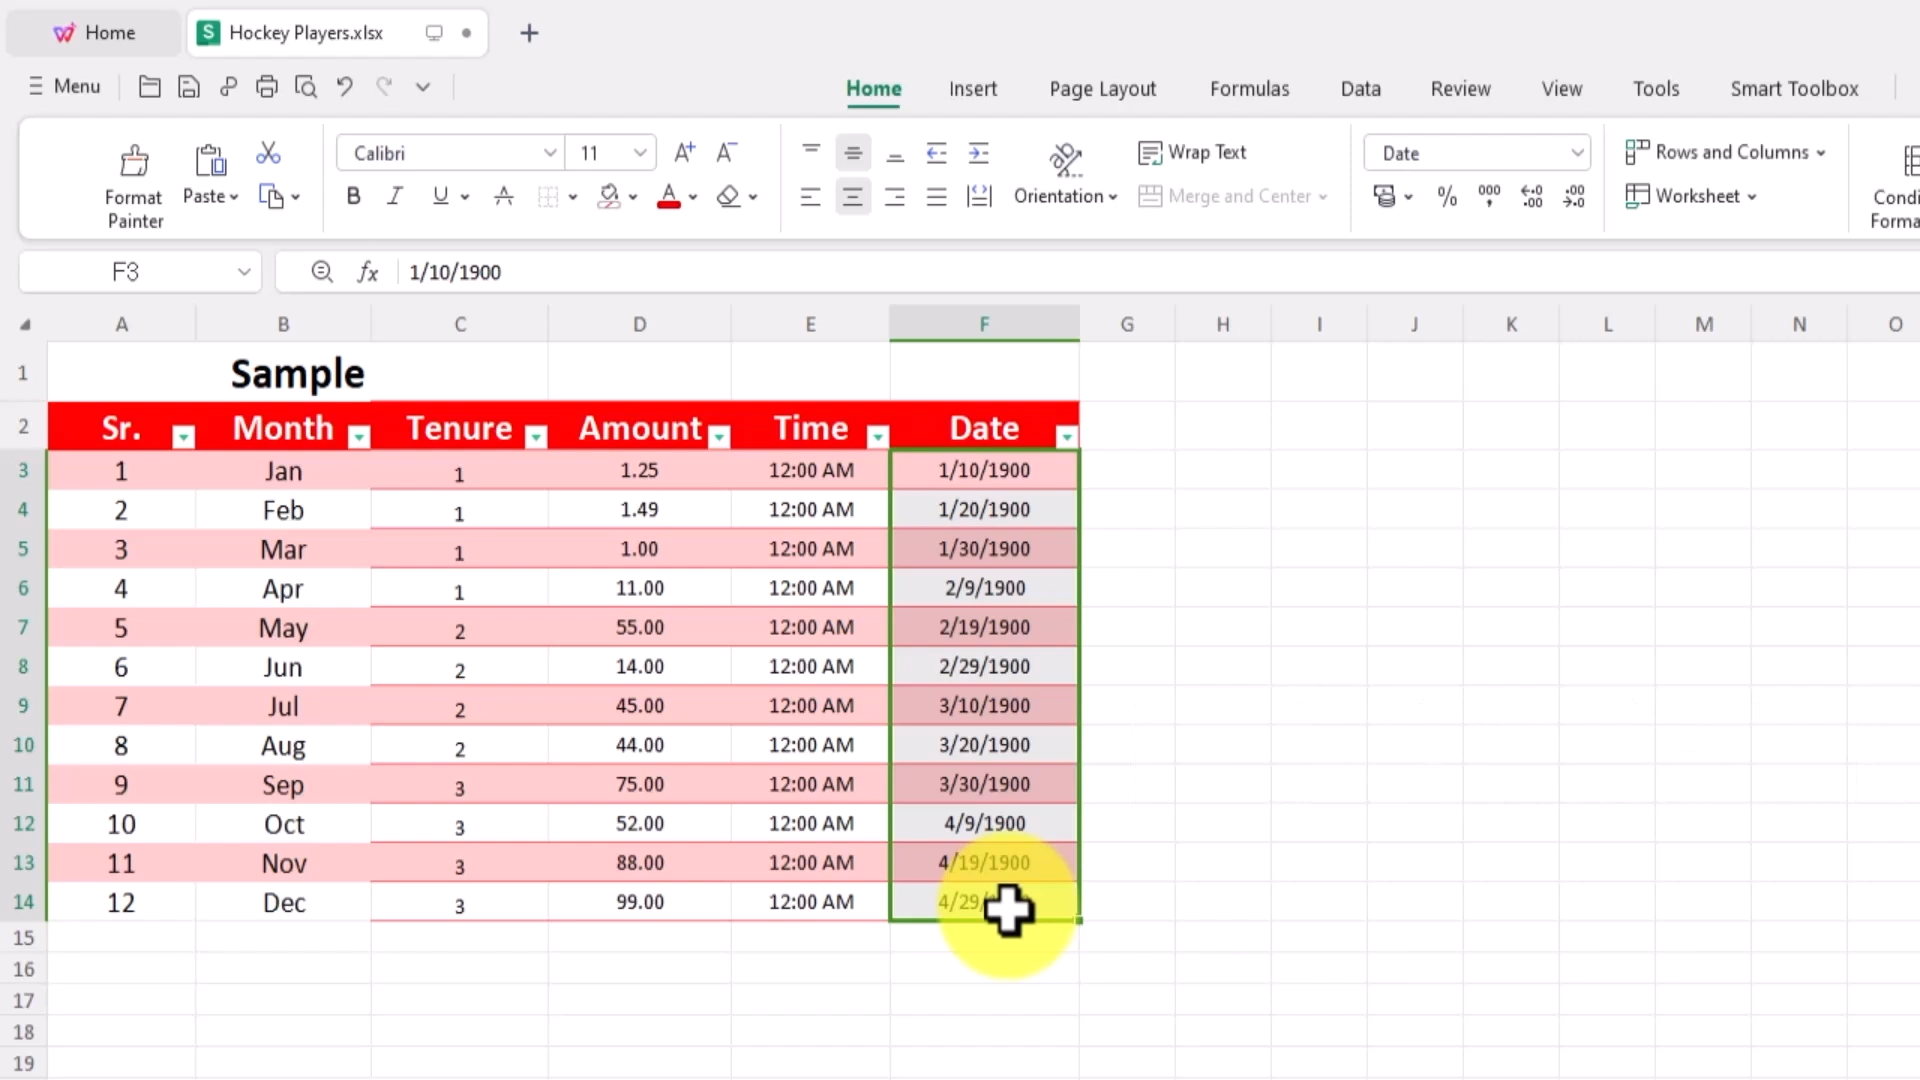 Home
Hockey Players.xlsx
Menu
Home Insert Page Layout Formulas Data Review View Tools Smart Toolbox
Format Painter
Paste
Calibri 11
Orientation
Wrap Text
Merge and Center
Date
Rows and Columns
Worksheet
F3 fx 1/10/1900
A B C D E F G H I J K L M N O
1 Sample
2 Sr. Month Tenure Amount Time Date
3 1 Jan 1 1.25 12:00 AM 1/10/1900
4 2 Feb 1 1.49 12:00 AM 1/20/1900
5 3 Mar 1 1.00 12:00 AM 1/30/1900
6 4 Apr 1 11.00 12:00 AM 2/9/1900
7 5 May 2 55.00 12:00 AM 2/19/1900
8 6 Jun 2 14.00 12:00 AM 2/29/1900
9 7 Jul 2 45.00 12:00 AM 3/10/1900
10 8 Aug 2 44.00 12:00 AM 3/20/1900
11 9 Sep 3 75.00 12:00 AM 3/30/1900
12 10 Oct 3 52.00 12:00 AM 4/9/1900
13 11 Nov 3 88.00 12:00 AM 4/19/1900
14 12 Dec 3 99.00 12:00 AM
15
16
17
18
19